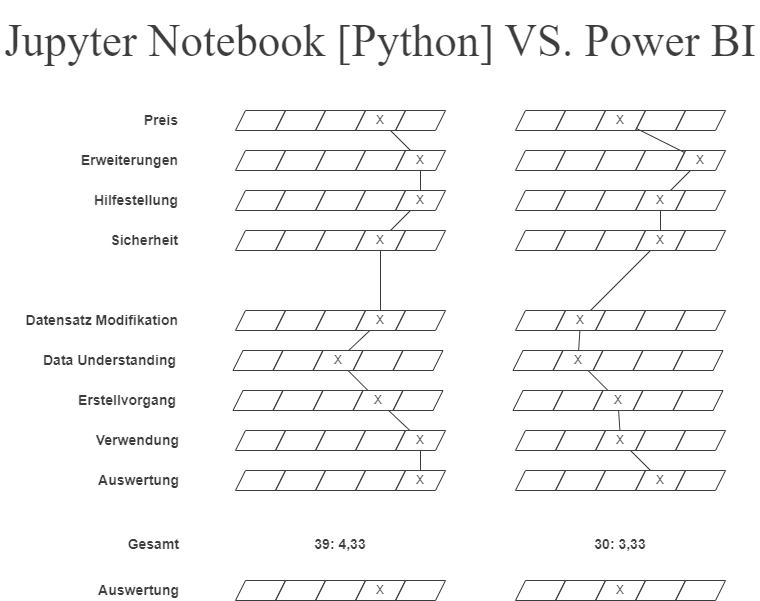 Jupyter Notebook [Python] VS. Power BI
Preis X X
Erweiterungen X X
Hilfestellung X X
Sicherheit X X
Datensatz Modifikation X X
Data Understanding X X
Erstellvorgang X X
Verwendung X X
Auswertung X X
Gesamt 39: 4,33 30: 3,33
Auswertung X X